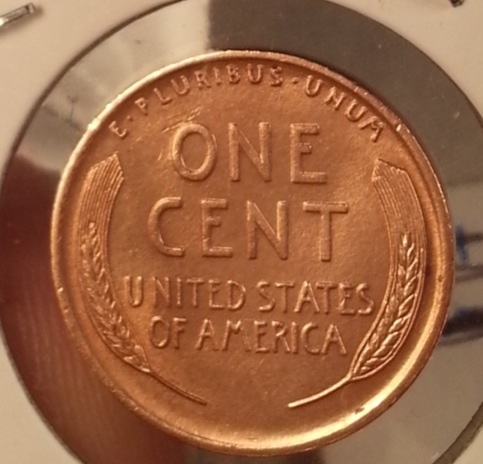 E·PLURIBUS·UNUM
ONE
CENT
UNITED STATES
OF AMERICA